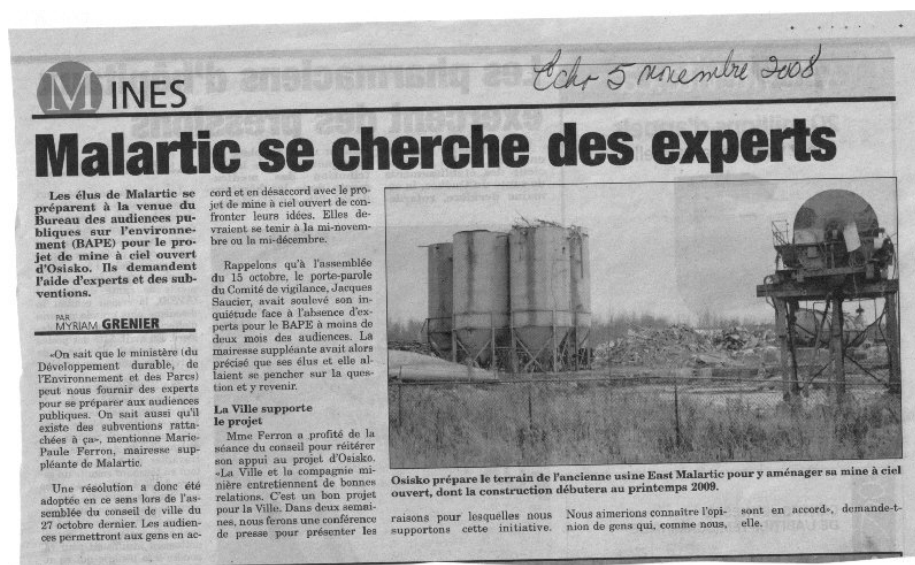 Echo 5 novembre 2008
MINES
Malartic se cherche des experts
Les élus de Malartic se
préparent à la venue du
Bureau des audiences pu-
bliques sur l'environne-
ment (BAPE) pour le pro-
jet de mine à ciel ouvert
d'Osisko. Ils demandent
l'aide d'experts et des sub-
ventions.
PAR
MYRIAM GRENIER
«On sait que le ministère (du
Développement durable, de
l'Environnement et des Parcs)
peut nous fournir des experts
pour se préparer aux audiences
publiques. On sait aussi qu'il
existe des subventions ratta-
chées à ça», mentionne Marie-
Paule Ferron, mairesse sup-
pléante de Malartic.
Une résolution a donc été
adoptée en ce sens lors de l'as-
semblée du conseil de ville du
27 octobre dernier. Les audien-
ces permettront aux gens en ac-
cord et en désaccord avec le pro-
jet de mine à ciel ouvert de con-
fronter leurs idées. Elles de-
vraient se tenir à la mi-novem-
bre ou la mi-décembre.
Rappelons qu'à l'assemblée
du 15 octobre, le porte-parole
du Comité de vigilance, Jacques
Saucier, avait soulevé son in-
quiétude face à l'absence d'ex-
perts pour le BAPE à moins de
deux mois des audiences. La
mairesse suppléante avait alors
précisé que ses élus et elle al-
laient se pencher sur la ques-
tion et y revenir.
La Ville supporte
le projet
Mme Ferron a profité de la
séance du conseil pour réitérer
son appui au projet d'Osisko.
«La Ville et la compagnie mi-
nière entretiennent de bonnes
relations. C'est un bon projet
pour la Ville. Dans deux semai-
nes, nous ferons une conférence
de presse pour présenter les
Osisko prépare le terrain de l'ancienne usine East Malartic pour y aménager sa mine à ciel
ouvert, dont la construction débutera au printemps 2009.
raisons pour lesquelles nous
supportons cette initiative.
Nous aimerions connaître l'opi-
nion de gens qui, comme nous,
sont en accord», demande-t-
elle.